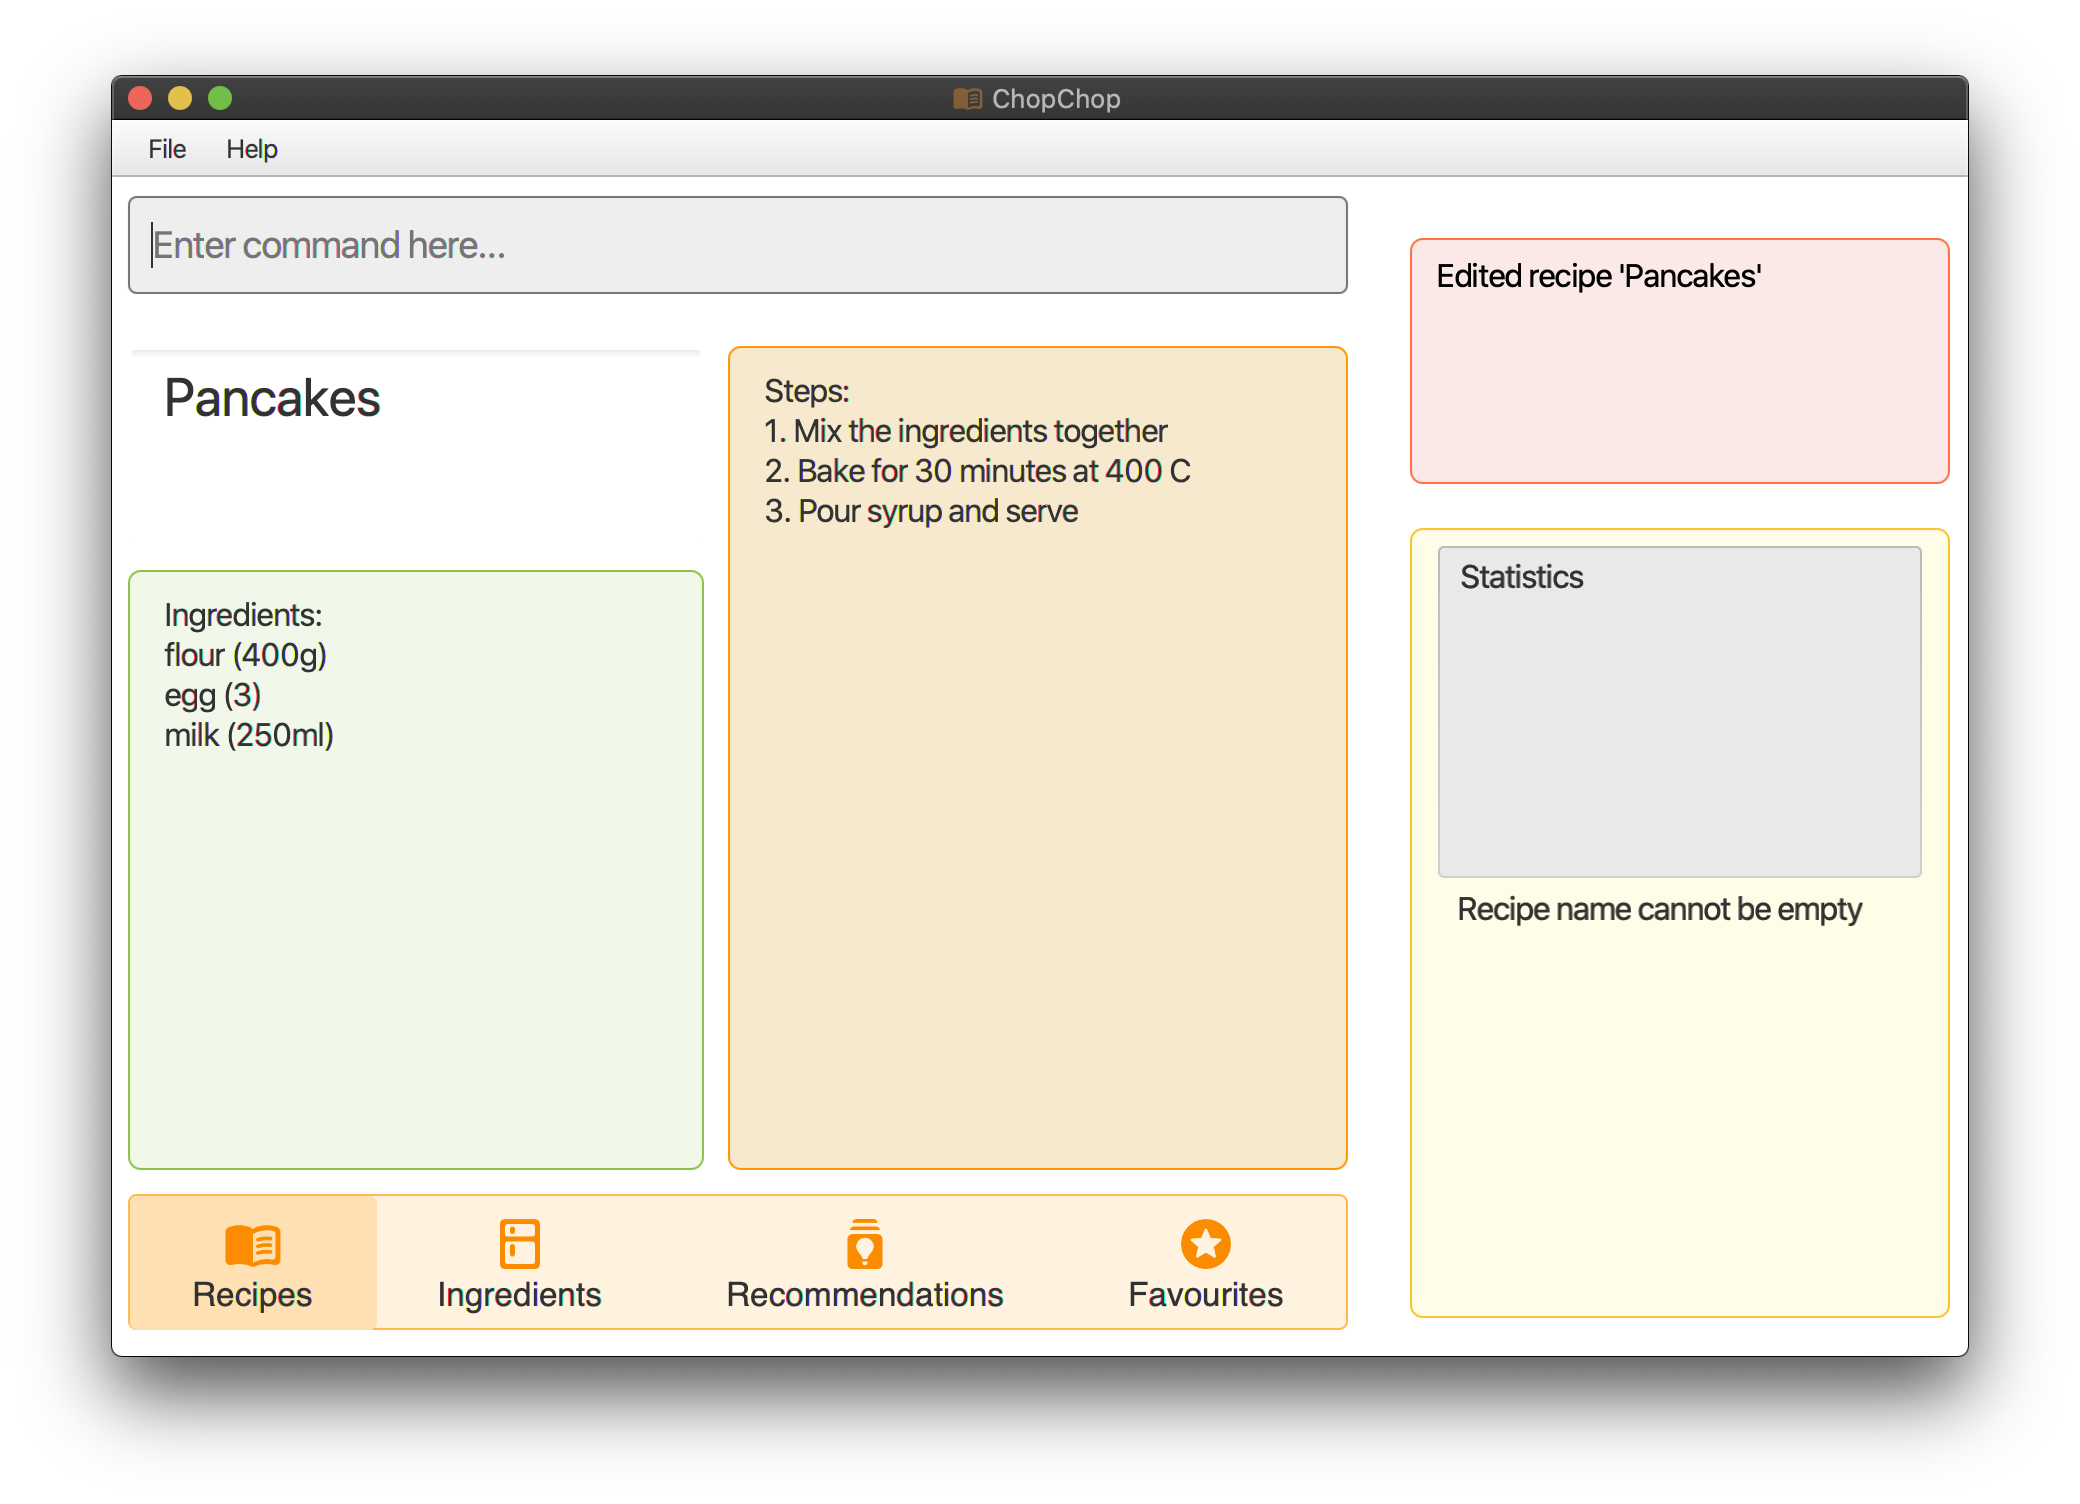 ChopChop
File Help
Enter command here...
Edited recipe 'Pancakes'
Pancakes
Ingredients:
flour (400g)
egg (3)
milk (250ml)
Steps:
1. Mix the ingredients together
2. Bake for 30 minutes at 400 C
3. Pour syrup and serve
Statistics
Recipe name cannot be empty
Recipes Ingredients Recommendations Favourites